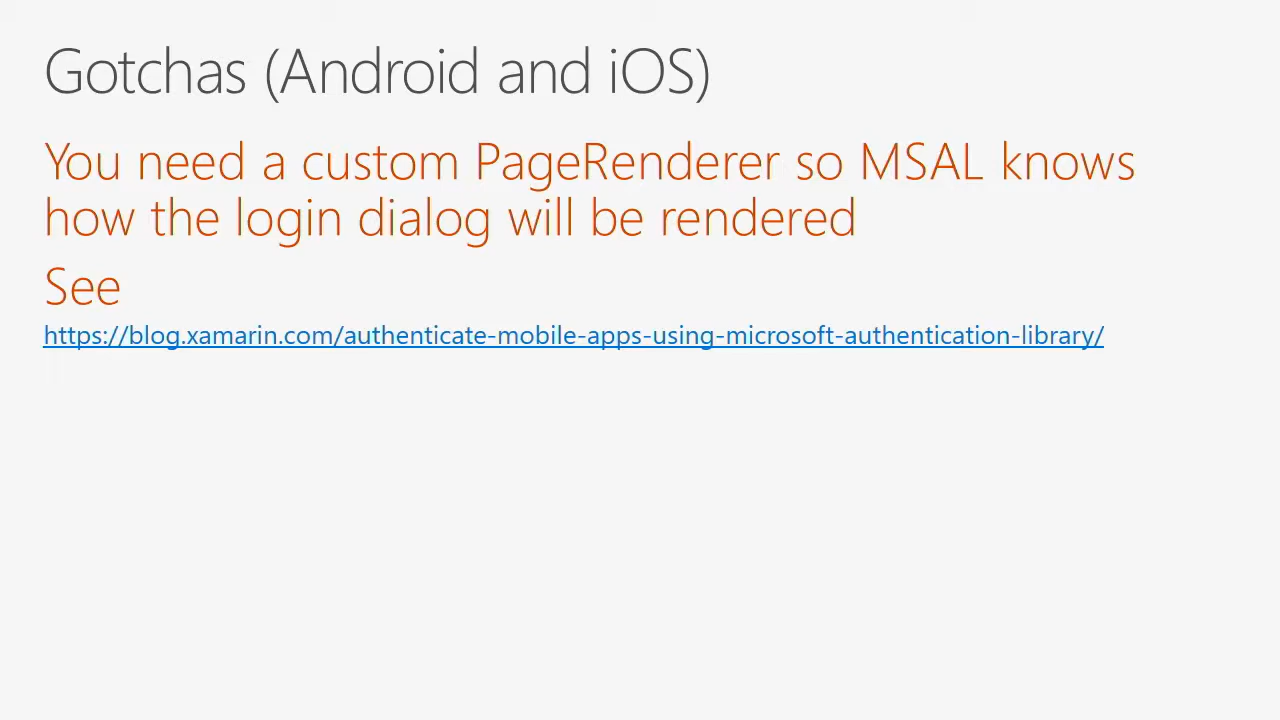 Gotchas (Android and iOS)
You need a custom PageRenderer so MSAL knows
how the login dialog will be rendered
See
https://blog.xamarin.com/authenticate-mobile-apps-using-microsoft-authentication-library/